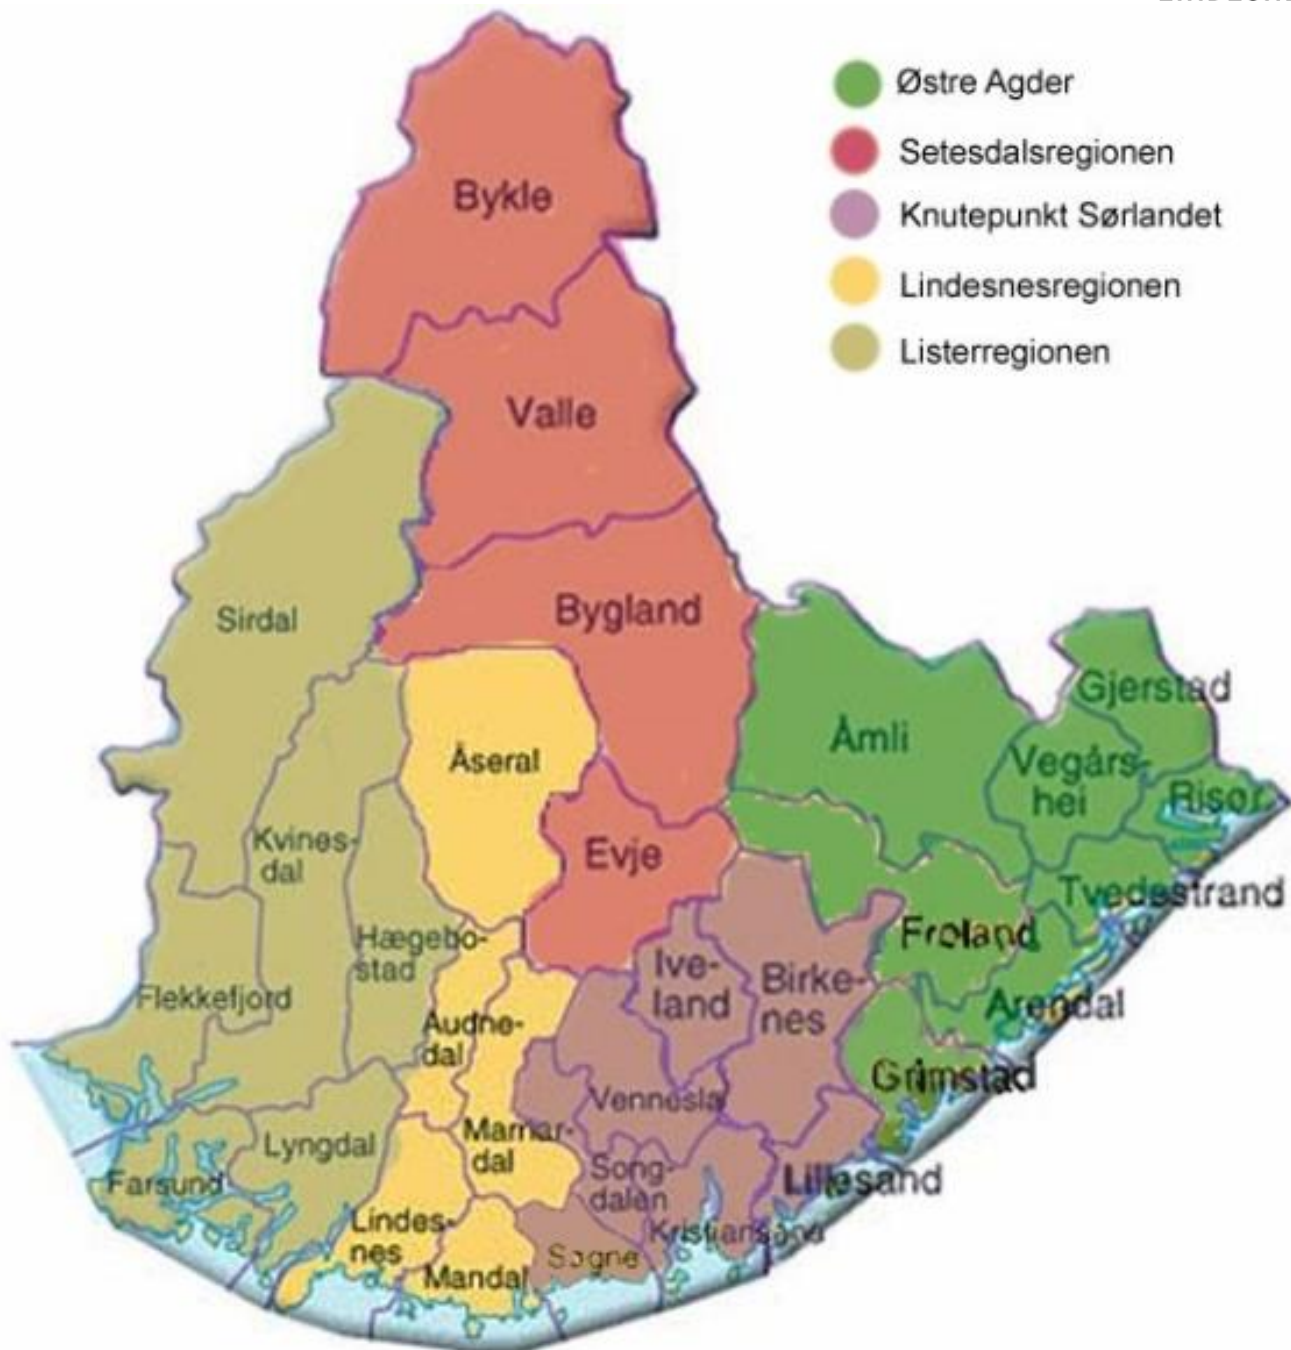 Østre Agder
Setesdalsregionen
Knutepunkt Sørlandet
Lindesnesregionen
Listerregionen
Bykle
Valle
Bygland
Sirdal
Åseral
Åmli
Gjerstad
Vegårs-
hei
Risør
Kvines-
dal
Evje
Tvedestrand
Hægebo-
stad
Froland
Ive-
land
Birke-
nes
Flekkefjord
Arendal
Audne-
dal
Grimstad
Vennesla
Lyngdal
Marnar-
dal
Song-
dalen
Farsund
Lillesand
Lindes-
nes
Kristiansand
Søgne
Mandal